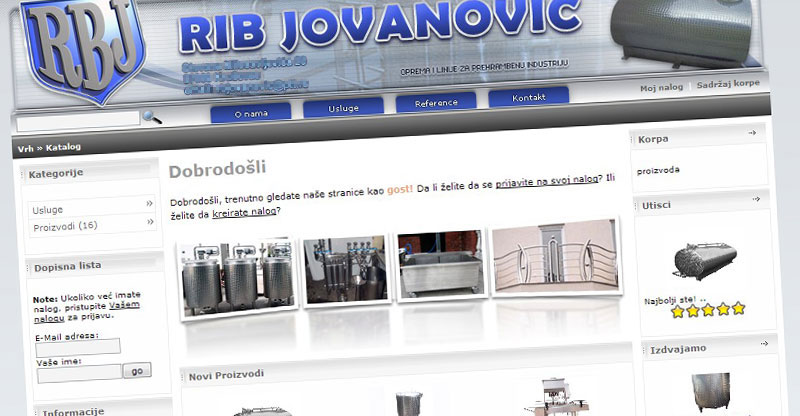 RBJ
RIB JOVANOVIĆ
OPREMA I LINIJE ZA PREHRAMBENU INDUSTRIJU
O nama
Usluge
Reference
Kontakt
Moj nalog
Sadržaj korpe
Vrh » Katalog
Kategorije
Usluge
Proizvodi (16)
Dopisna lista
Note: Ukoliko već imate
nalog, pristupite Vašem
nalogu za prijavu.
E-Mail adresa:
Vaše ime:
go
Informacije
Dobrodošli
Dobrodošli, trenutno gledate naše stranice kao gost! Da li želite da se prijavite na svoj nalog? Ili
želite da kreirate nalog?
Novi Proizvodi
Korpa
proizvoda
Utisci
Najbolji ste! ..
Izdvajamo